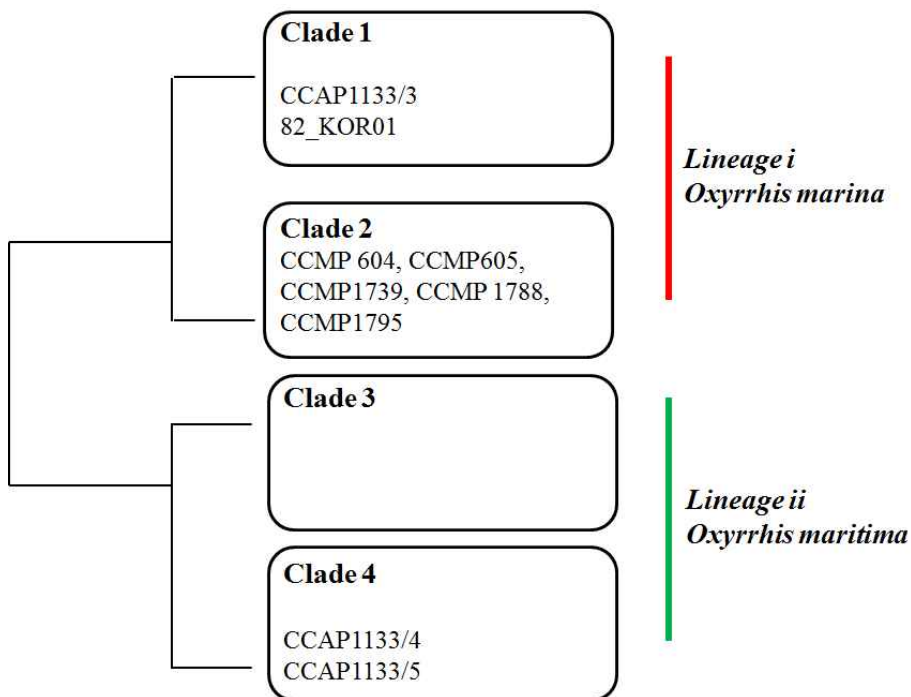 Clade 1
CCAP1133/3
82_KOR01
Lineage i
Oxyrrhis marina
Clade 2
CCMP 604, CCMP605,
CCMP1739, CCMP 1788,
CCMP1795
Clade 3
Lineage ii
Oxyrrhis maritima
Clade 4
CCAP1133/4
CCAP1133/5